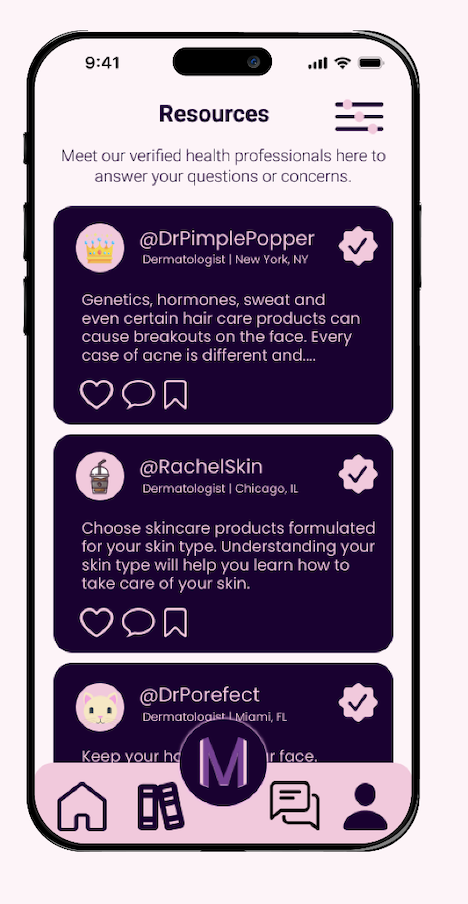 9:41
Resources
Meet our verified health professionals here to
answer your questions or concerns.
@DrPimplePopper
Dermatologist | New York, NY
Genetics, hormones, sweat and
even certain hair care products can
cause breakouts on the face. Every
case of acne is different and....
@RachelSkin
Dermatologist | Chicago, IL
Choose skincare products formulated
for your skin type. Understanding your
skin type will help you learn how to
take care of your skin.
@DrPorefect
Dermatologist | Miami, FL
Keep your face.
M